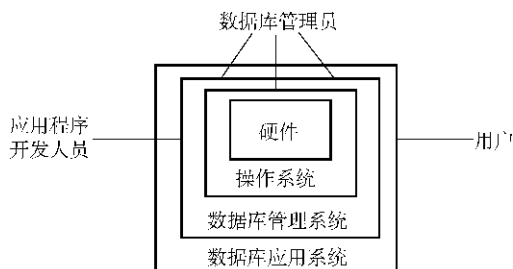 数据库管理员
应用程序
开发人员
硬件
用户
操作系统
数据库管理系统
数据库应用系统